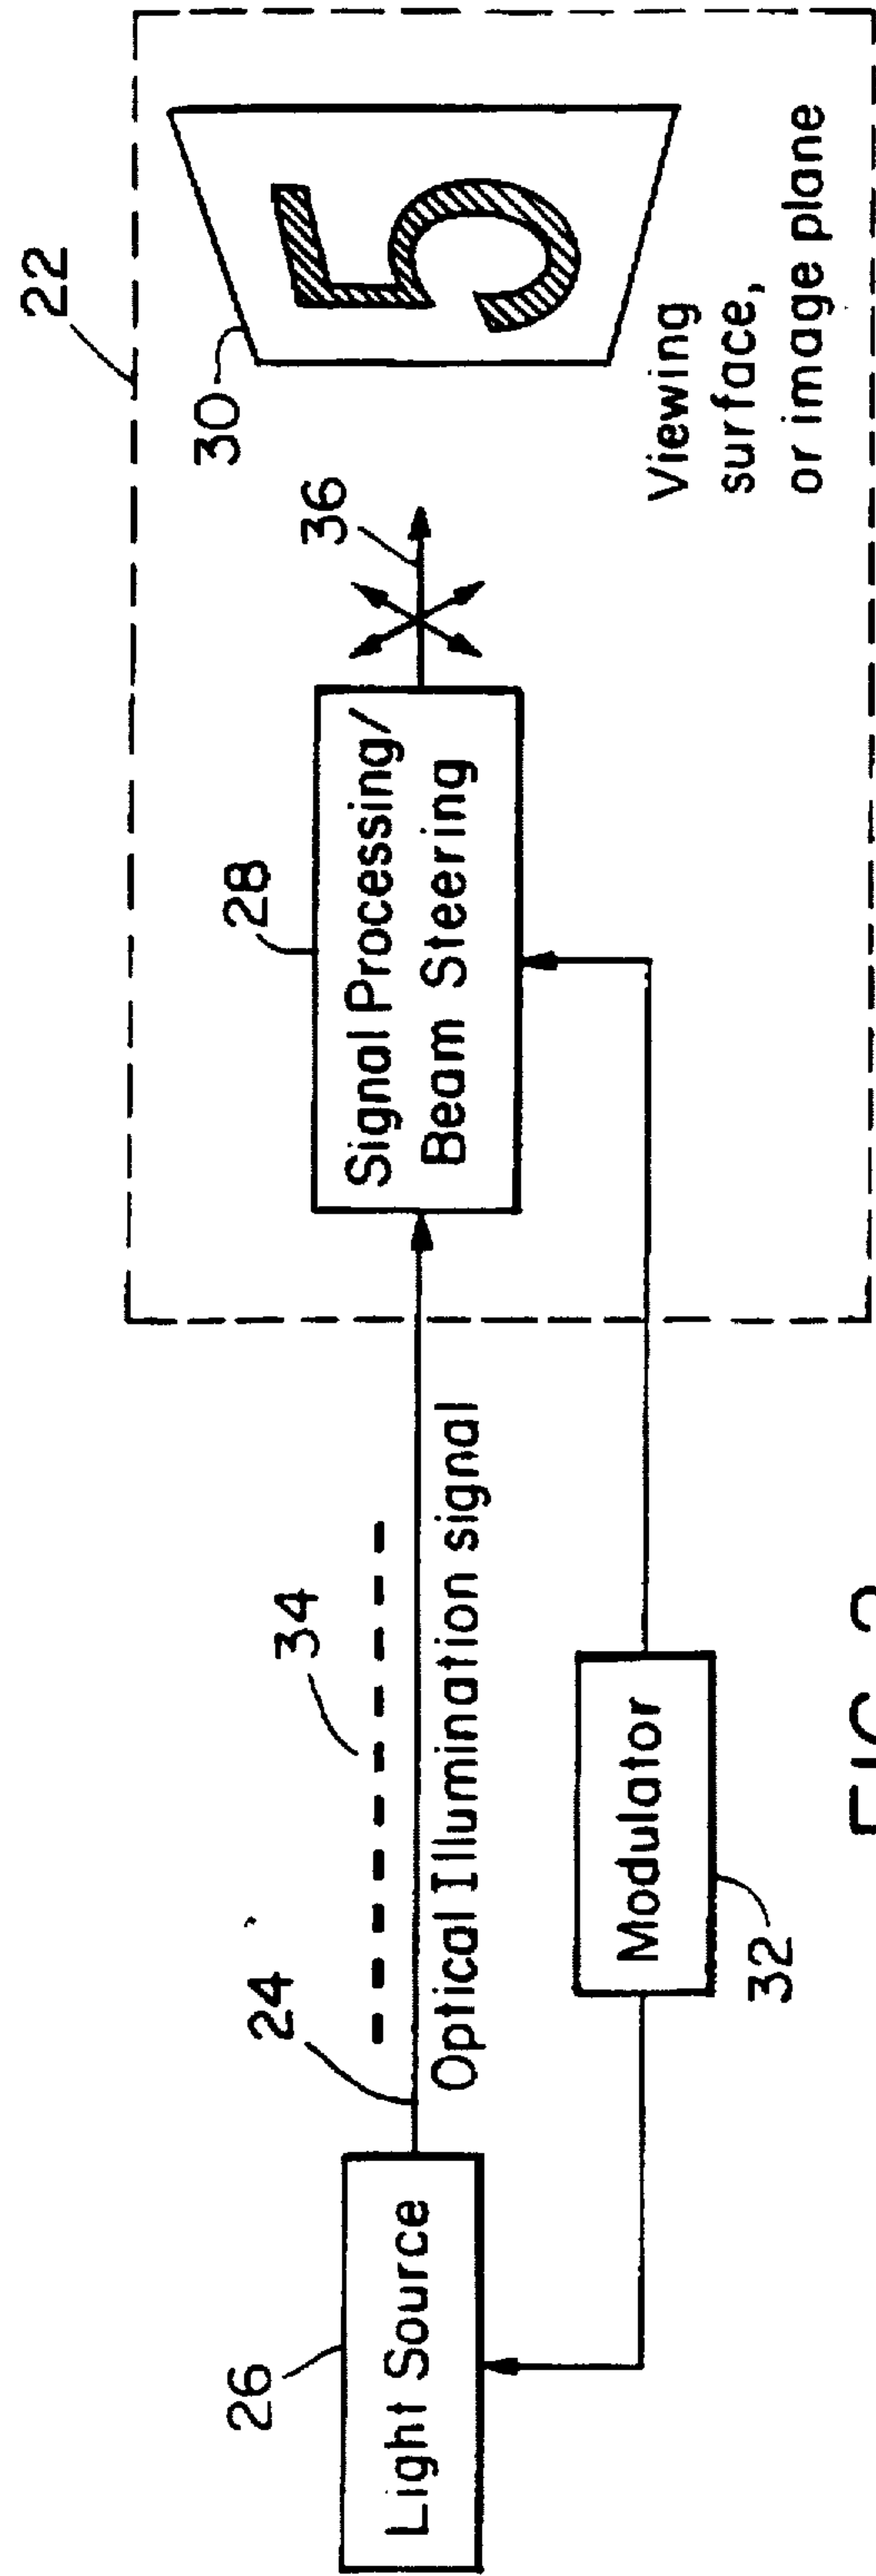 22
30
5
36
28
Signal Processing/
Beam Steering
Viewing
surface,
or image plane
34
24
Optical Illumination signal
26
Light Source
Modulator
32